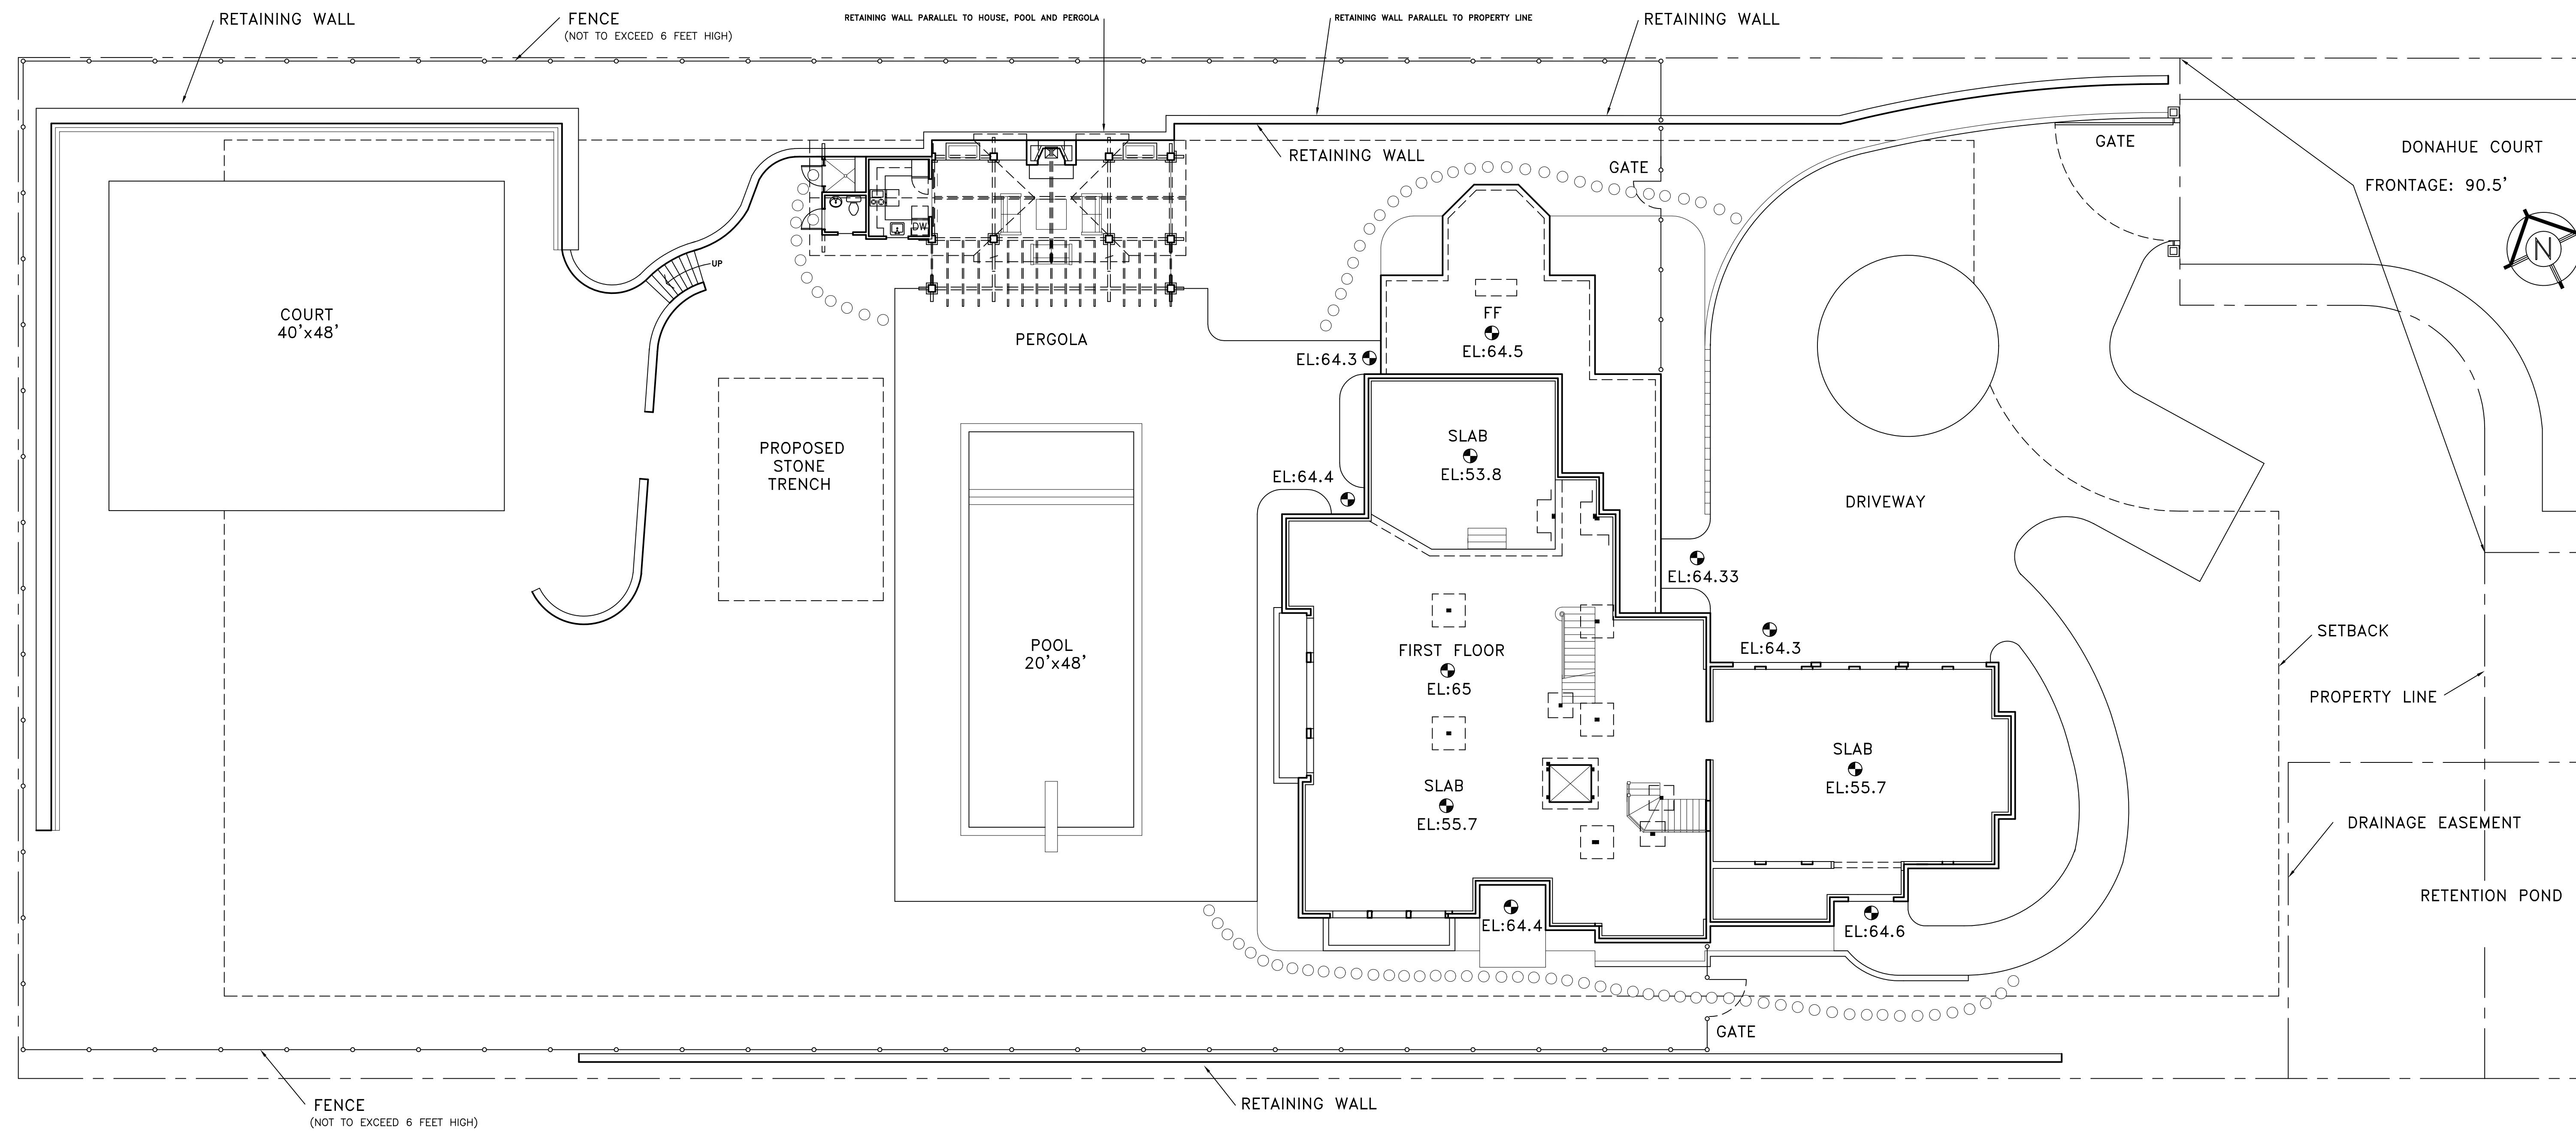 RETAINING WALL
FENCE
(NOT TO EXCEED 6 FEET HIGH)
RETAINING WALL PARALLEL TO HOUSE, POOL AND PERGOLA
RETAINING WALL PARALLEL TO PROPERTY LINE
RETAINING WALL
GATE
DONAHUE COURT
FRONTAGE: 90.5'
RETAINING WALL
GATE
N
DW
UP
COURT
40'x48'
PERGOLA
FF
EL:64.5
EL:64.3
PROPOSED
STONE
TRENCH
SLAB
EL:53.8
EL:64.4
DRIVEWAY
EL:64.33
EL:64.3
SETBACK
POOL
20'x48'
FIRST FLOOR
EL:65
PROPERTY LINE
SLAB
EL:55.7
SLAB
EL:55.7
DRAINAGE EASEMENT
RETENTION POND
EL:64.4
EL:64.6
GATE
FENCE
(NOT TO EXCEED 6 FEET HIGH)
RETAINING WALL